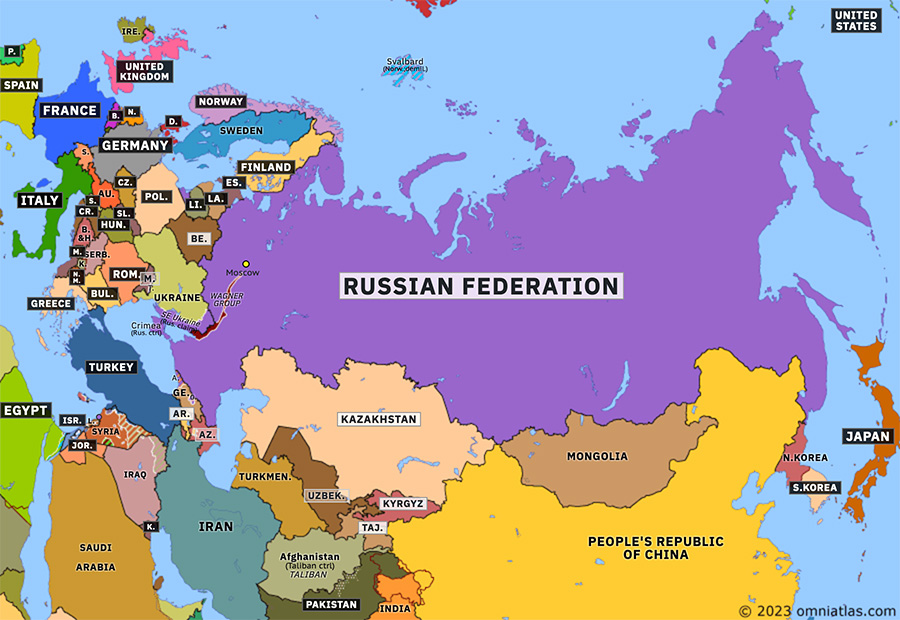 UNITED
STATES
IRE.
P.
Svalbard
(Norw. demil.)
UNITED
KINGDOM
SPAIN
NORWAY
FRANCE
B.
N.
D.
SWEDEN
GERMANY
S.
FINLAND
CZ.
ES.
AU.
POL.
LI.
LA.
ITALY
S.
CR.
SL.
HUN.
B.
&H.
BE.
M.
SERB.
K.
Moscow
N.
M.
ROM.
M.
RUSSIAN FEDERATION
BUL.
UKRAINE
WAGNER
GROUP
GREECE
SE Ukraine
(Rus. claim)
Crimea
(Rus. ctrl)
TURKEY
A.
GE.
EGYPT
AR.
KAZAKHSTAN
ISR.
L.
SYRIA
AZ.
JAPAN
JOR.
MONGOLIA
N.KOREA
IRAQ
TURKMEN.
S.KOREA
UZBEK.
KYRGYZ
K.
IRAN
TAJ.
SAUDI
ARABIA
PEOPLE'S REPUBLIC
OF CHINA
Afghanistan
(Taliban ctrl)
TALIBAN
PAKISTAN
INDIA
© 2023 omniatlas.com